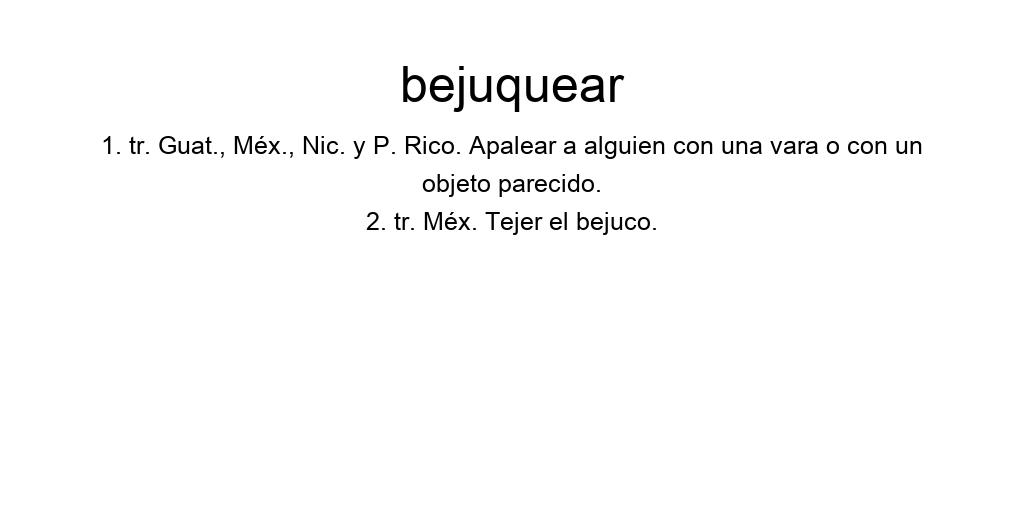 bejuquear
1. tr. Guat., Méx., Nic. y P. Rico. Apalear a alguien con una vara o con un
objeto parecido.
2. tr. Méx. Tejer el bejuco.